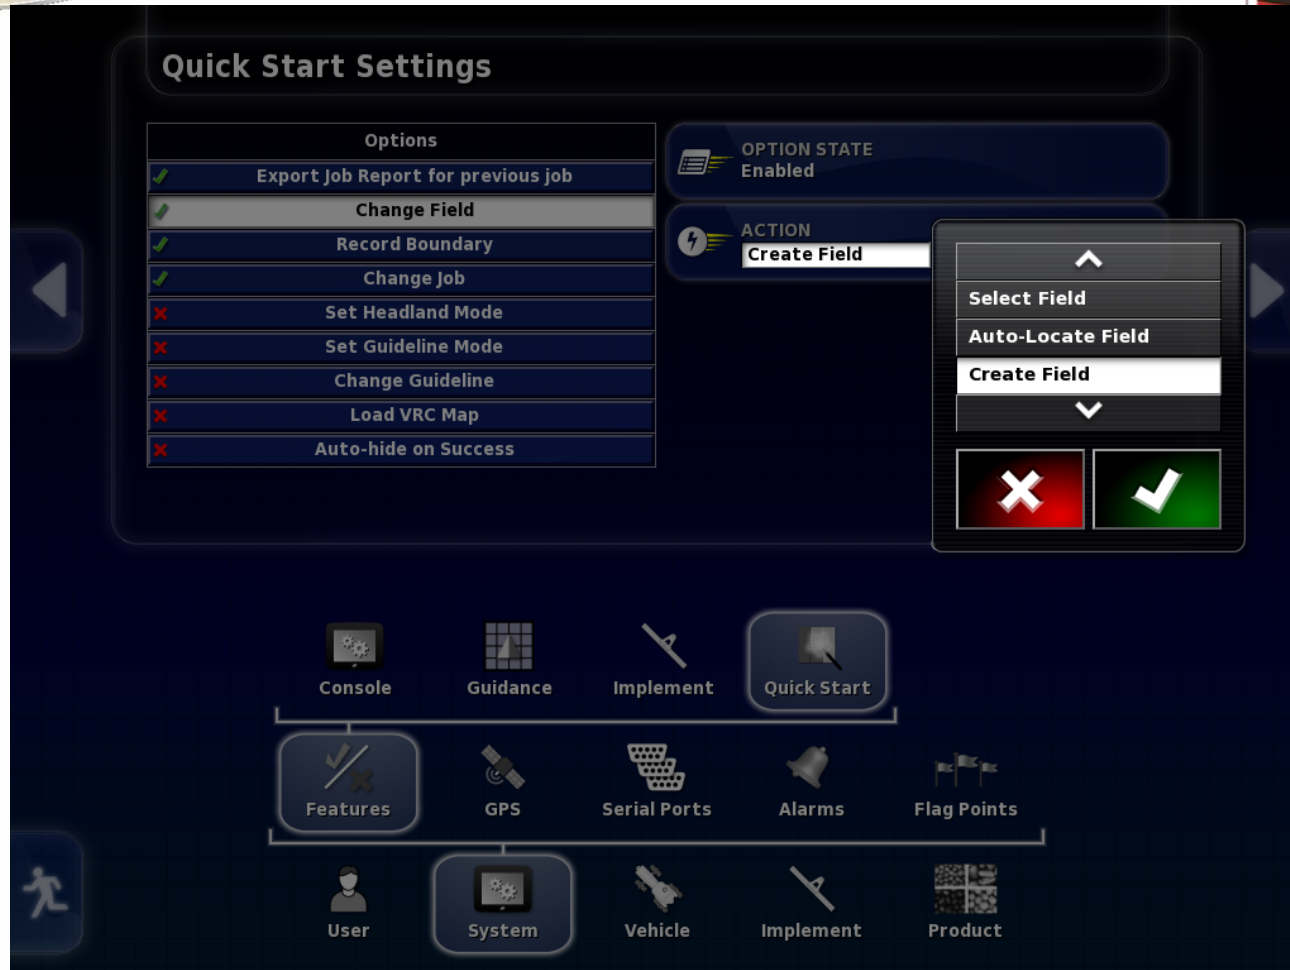 Quick Start Settings
Options
Export Job Report for previous job
Change Field
Record Boundary
Change Job
Set Headland Mode
Set Guideline Mode
Change Guideline
Load VRC Map
Auto-hide on Success
OPTION STATE
Enabled
ACTION
Create Field
Select Field
Auto-Locate Field
Create Field
Console
Guidance
Implement
Quick Start
Features
GPS
Serial Ports
Alarms
Flag Points
User
System
Vehicle
Implement
Product